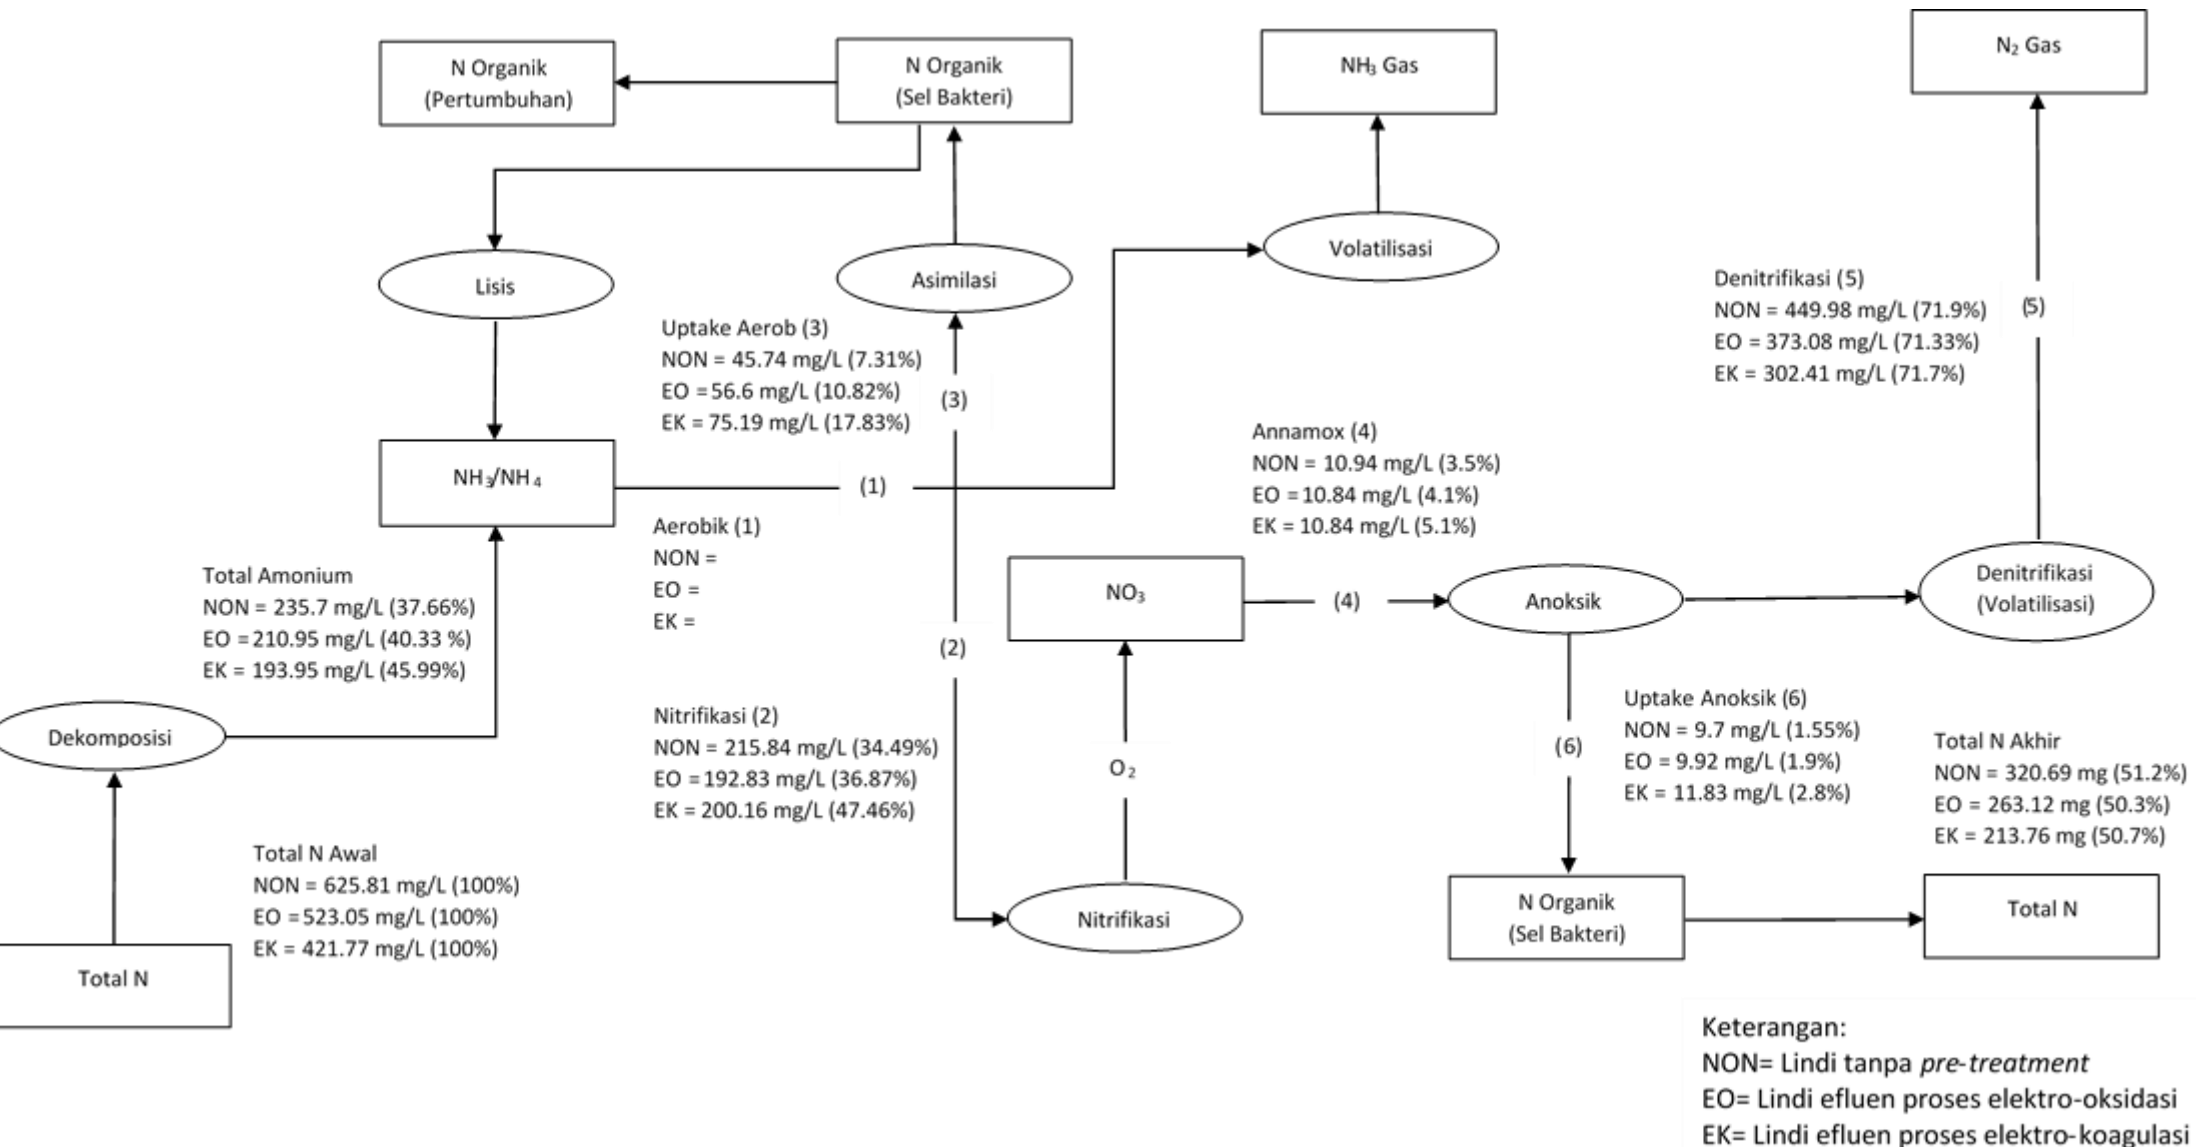 N Organik
(Pertumbuhan)
N Organik
(Sel Bakteri)
NH3 Gas
N2 Gas
Lisis
Asimilasi
Volatilisasi
Denitrifikasi (5)
NON = 449.98 mg/L (71.9%)
EO = 373.08 mg/L (71.33%)
EK = 302.41 mg/L (71.7%)
(5)
Uptake Aerob (3)
NON = 45.74 mg/L (7.31%)
EO =56.6 mg/L (10.82%)
EK = 75.19 mg/L (17.83%)
(3)
NH3/NH4
(1)
Aerobik (1)
NON =
EO =
EK =
Annamox (4)
NON = 10.94 mg/L (3.5%)
EO =10.84 mg/L (4.1%)
EK = 10.84 mg/L (5.1%)
Total Amonium
NON = 235.7 mg/L (37.66%)
EO =210.95 mg/L (40.33 %)
EK = 193.95 mg/L (45.99%)
(2)
NO3
(4)
Anoksik
Denitrifikasi
(Volatilisasi)
Dekomposisi
Nitrifikasi (2)
NON = 215.84 mg/L (34.49%)
EO =192.83 mg/L (36.87%)
EK = 200.16 mg/L (47.46%)
O2
(6)
Uptake Anoksik (6)
NON = 9.7 mg/L (1.55%)
EO = 9.92 mg/L (1.9%)
EK = 11.83 mg/L (2.8%)
Total N Akhir
NON = 320.69 mg (51.2%)
EO = 263.12 mg (50.3%)
EK = 213.76 mg (50.7%)
Total N Awal
NON = 625.81 mg/L (100%)
EO =523.05 mg/L (100%)
EK = 421.77 mg/L (100%)
Total N
Nitrifikasi
N Organik
(Sel Bakteri)
Total N
Keterangan:
NON= Lindi tanpa pre-treatment
EO= Lindi efluen proses elektro-oksidasi
EK= Lindi efluen proses elektro-koagulasi